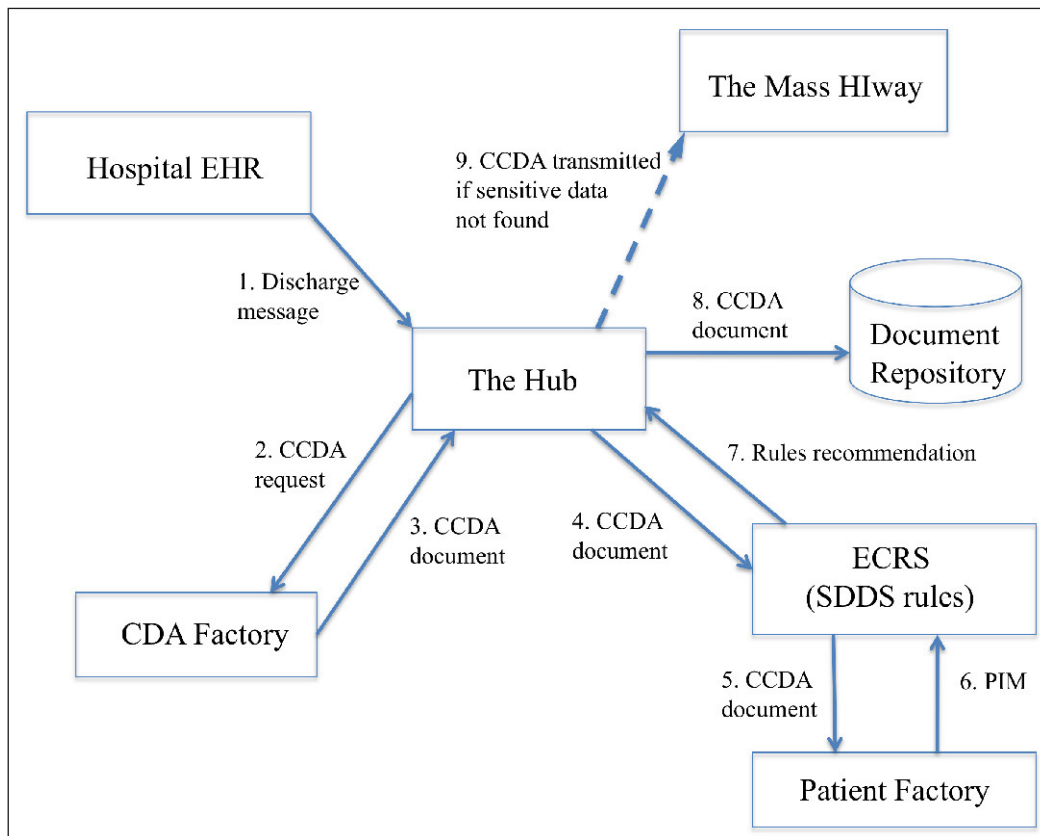 The Mass HIway
Hospital EHR
9. CCDA transmitted
if sensitive data
not found
1. Discharge
message
8. CCDA
document
Document
Repository
The Hub
2. CCDA
request
7. Rules recommendation
3. CCDA
document
4. CCDA
document
ECRS
(SDDS rules)
CDA Factory
5. CCDA
document
6. PIM
Patient Factory